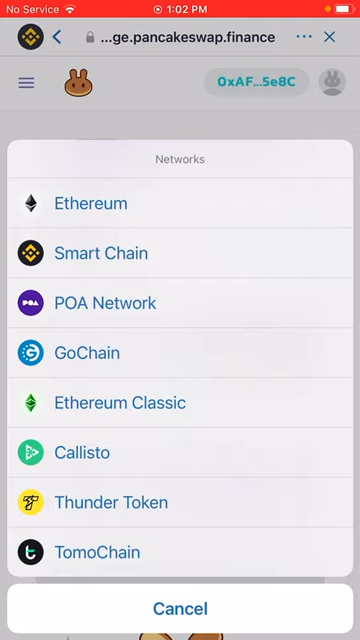 No Service 1:02 PM
...ge.pancakeswap.finance
0xAF...5e8C
Networks
Ethereum
Smart Chain
POA POA Network
GoChain
Ethereum Classic
Callisto
Thunder Token
TomoChain
Cancel